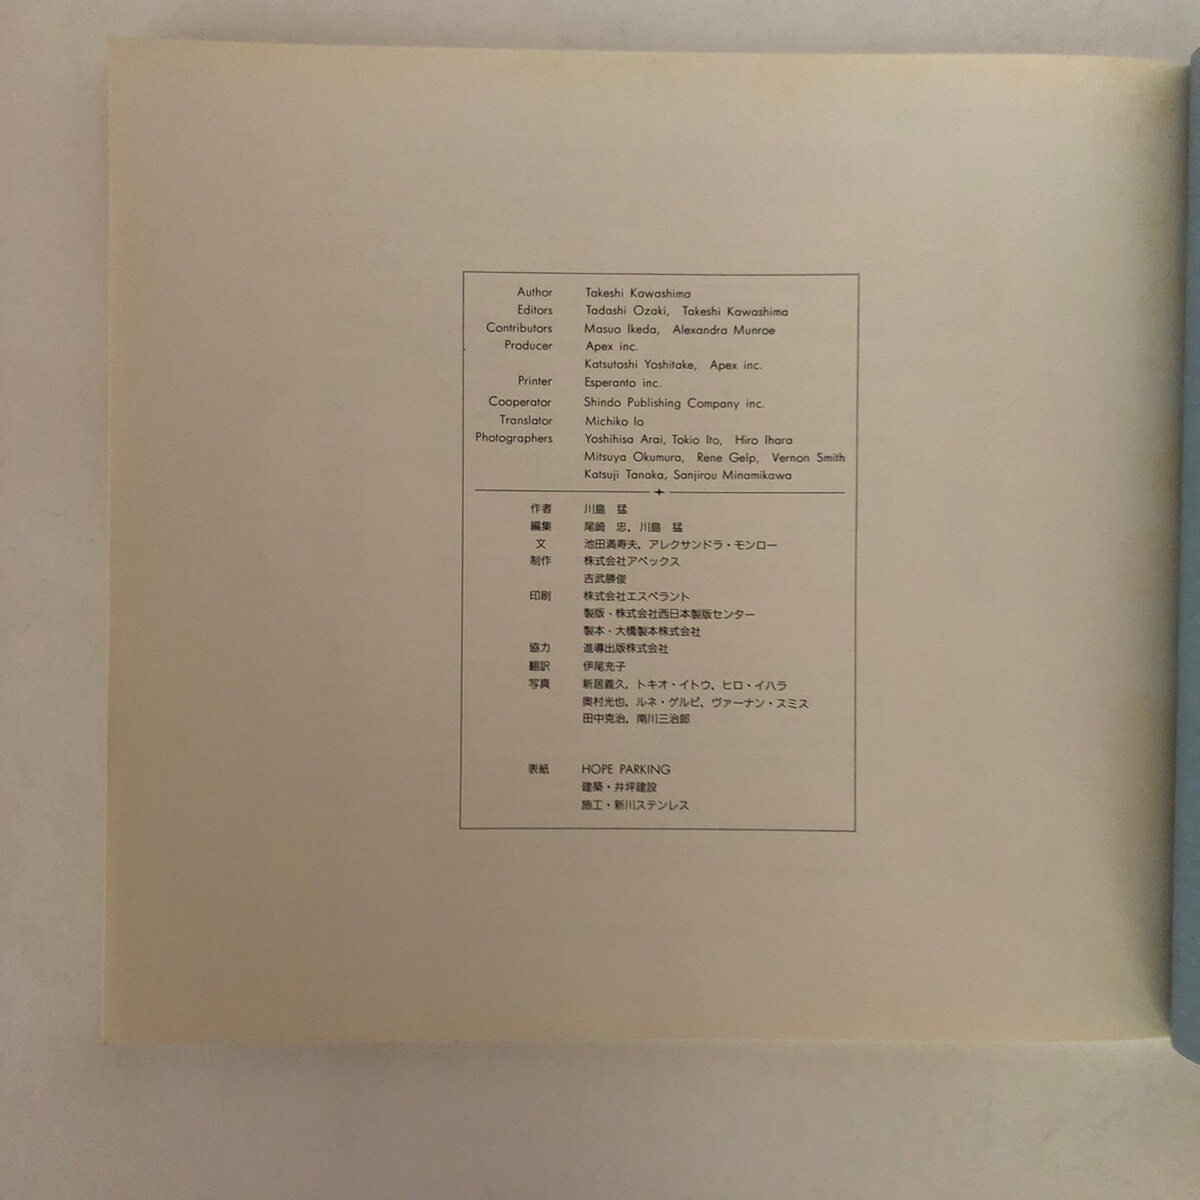 Author Takeshi Kawashima
Editors Tadashi Ozaki, Takeshi Kawashima
Contributors Masuo Ikeda, Alexandra Munroe
Producer Apex inc.
Katsutoshi Yoshitake, Apex inc.
Printer Esperanto inc.
Cooperator Shindo Publishing Company inc.
Translator Michiko Io
Photographers Yoshihisa Arai, Tokio Ito, Hiro Ihara
Mitsuya Okumura, Rene Gelp, Vernon Smith
Katsuji Tanaka, Sanjirou Minamikawa
作者 川島 猛
編集 尾崎 忠、川島 猛
文 池田満寿夫、アレクサンドラ・モンロー
制作 株式会社アペックス
吉武勝俊
印刷 株式会社エスペラント
製版・株式会社西日本製版センター
製本・大橋製本株式会社
協力 進導出版株式会社
翻訳 伊尾充子
写真 新居義久、トキオ・イトウ、ヒロ・イハラ
奥村光也、ルネ・ゲルピ、ヴァーナン・スミス
田中克治、南川三治郎
表紙 HOPE PARKING
建築・井坪建設
施工・新川ステンレス